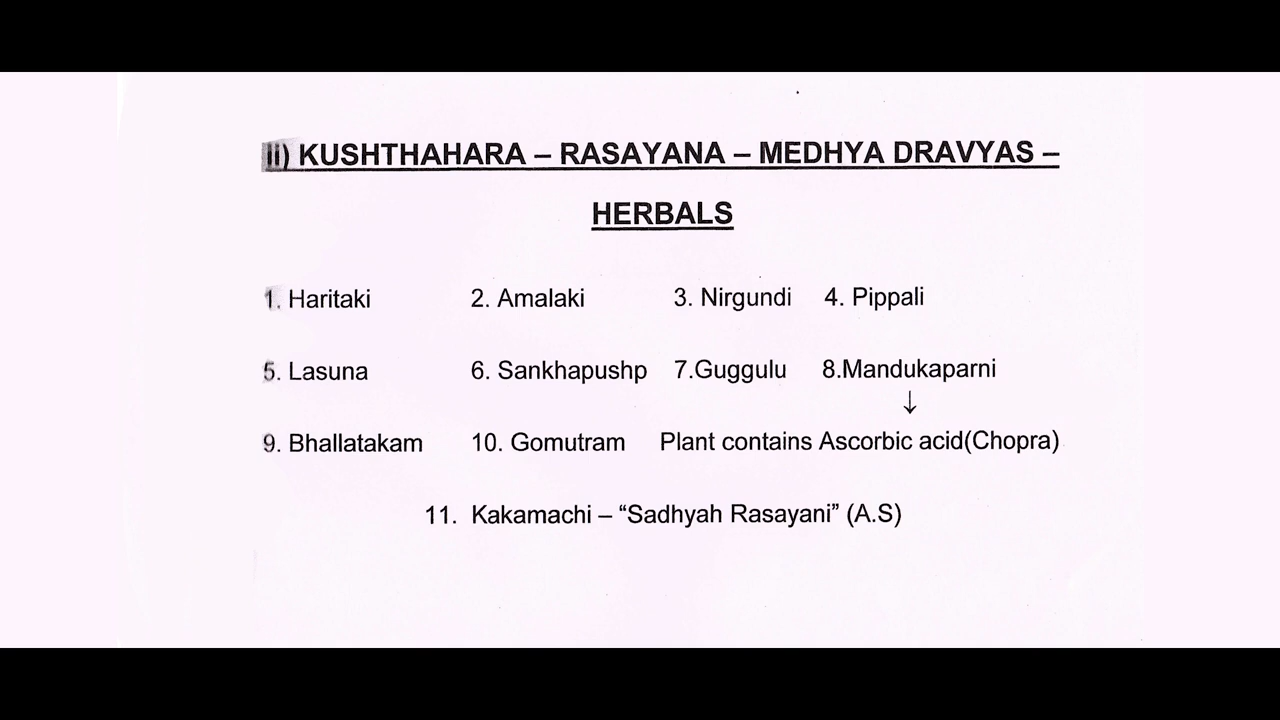 ii) KUSHTHAHARA – RASAYANA – MEDHYA DRAVYAS –
HERBALS
1. Haritaki 2. Amalaki 3. Nirgundi 4. Pippali
5. Lasuna 6. Sankhapushp 7.Guggulu 8.Mandukaparni
↓
9. Bhallatakam 10. Gomutram Plant contains Ascorbic acid(Chopra)
11. Kakamachi – “Sadhyah Rasayani” (A.S)